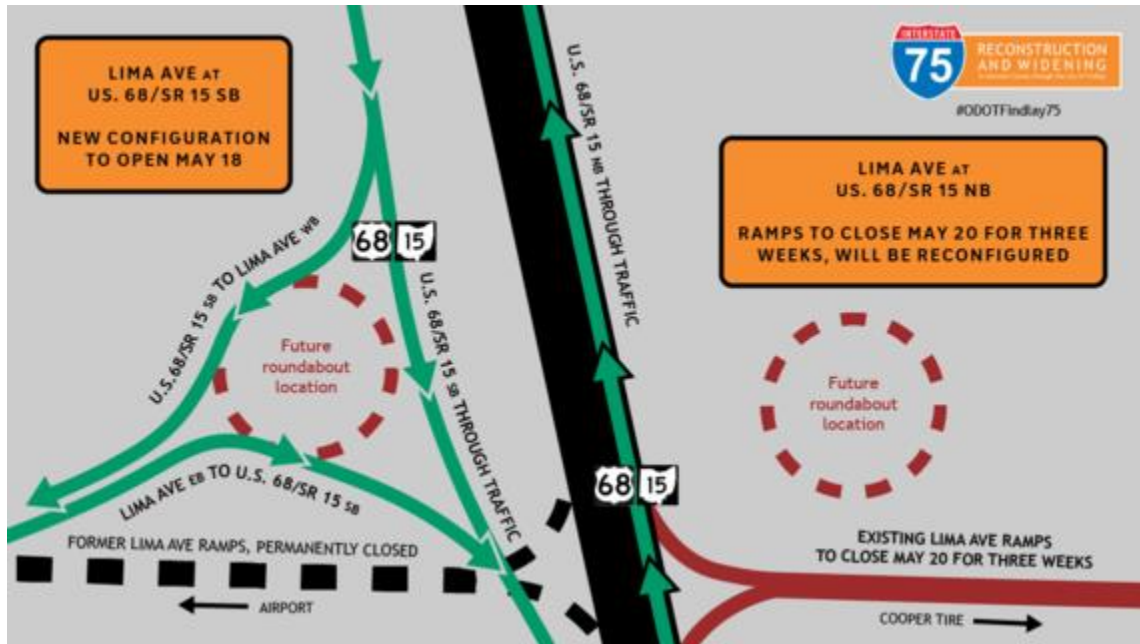 LIMA AVE AT
US. 68/SR 15 SB
NEW CONFIGURATION
TO OPEN MAY 18
INTERSTATE
75
RECONSTRUCTION
AND WIDENING
#ODOTFindlay75
LIMA AVE AT
US. 68/SR 15 NB
RAMPS TO CLOSE MAY 20 FOR THREE
WEEKS, WILL BE RECONFIGURED
U.S. 68/SR 15 NB THROUGH TRAFFIC
68
15
U.S.68/SR 15 SB TO LIMA AVE WB
U.S. 68/SR 15 SB THROUGH TRAFFIC
Future
roundabout
location
Future
roundabout
location
LIMA AVE EB TO U.S. 68/SR 15 SB
68
15
FORMER LIMA AVE RAMPS, PERMANENTLY CLOSED
EXISTING LIMA AVE RAMPS
TO CLOSE MAY 20 FOR THREE WEEKS
AIRPORT
COOPER TIRE